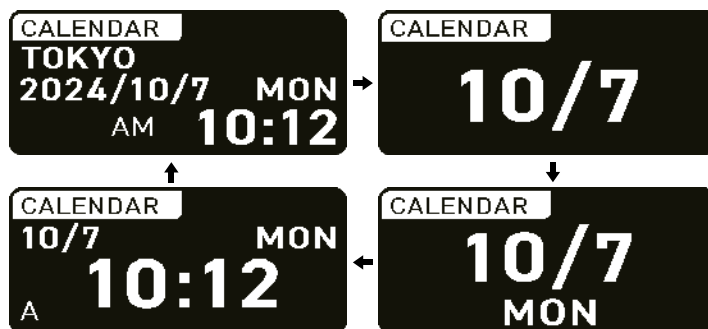 CALENDAR
TOKYO
2024/10/7 MON
AM 10:12
CALENDAR
10/7
CALENDAR
10/7 MON
10:12
A
CALENDAR
10/7
MON